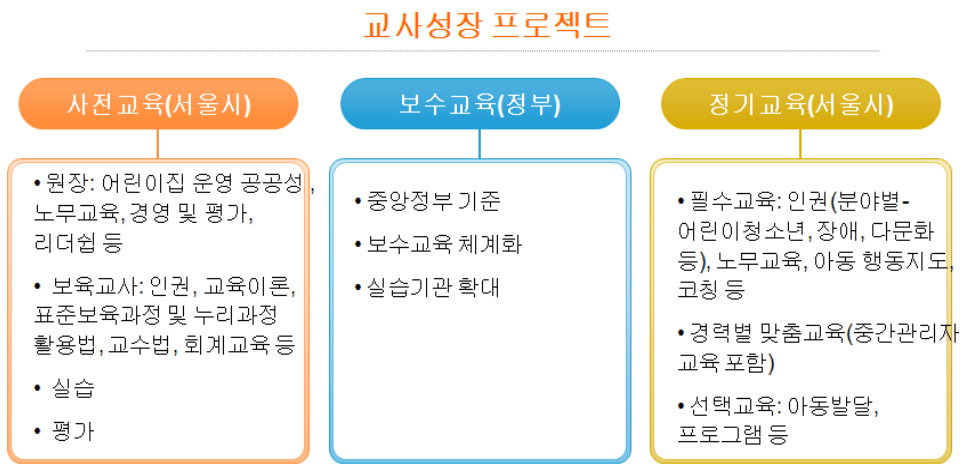 교사성장 프로젝트
사전교육(서울시)
• 원장: 어린이집 운영 공공성,
노무교육, 경영 및 평가,
리더쉽 등
• 보육교사: 인권, 교육이론,
표준보육과정 및 누리과정
활용법, 교수법, 회계교육 등
• 실습
• 평가
보수교육(정부)
• 중앙정부 기준
• 보수교육 체계화
• 실습기관 확대
정기교육(서울시)
• 필수교육: 인권(분야별-
어린이청소년, 장애, 다문화
등), 노무교육, 아동 행동지도,
코칭 등
• 경력별 맞춤교육(중간관리자
교육 포함)
• 선택교육: 아동발달,
프로그램 등